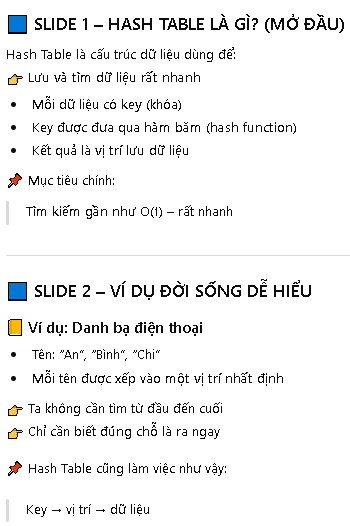 🟦 SLIDE 1 – HASH TABLE LÀ GÌ? (MỞ ĐẦU)
Hash Table là cấu trúc dữ liệu dùng để:
👉 Lưu và tìm dữ liệu rất nhanh
• Mỗi dữ liệu có key (khóa)
• Key được đưa qua hàm băm (hash function)
• Kết quả là vị trí lưu dữ liệu
📌 Mục tiêu chính:
Tìm kiếm gần như O(1) – rất nhanh
🟦 SLIDE 2 – VÍ DỤ ĐỜI SỐNG DỄ HIỂU
📒 Ví dụ: Danh bạ điện thoại
• Tên: "An", "Bình", "Chi"
• Mỗi tên được xếp vào một vị trí nhất định
👉 Ta không cần tìm từ đầu đến cuối
👉 Chỉ cần biết đúng chỗ là ra ngay
📌 Hash Table cũng làm việc như vậy:
Key → vị trí → dữ liệu